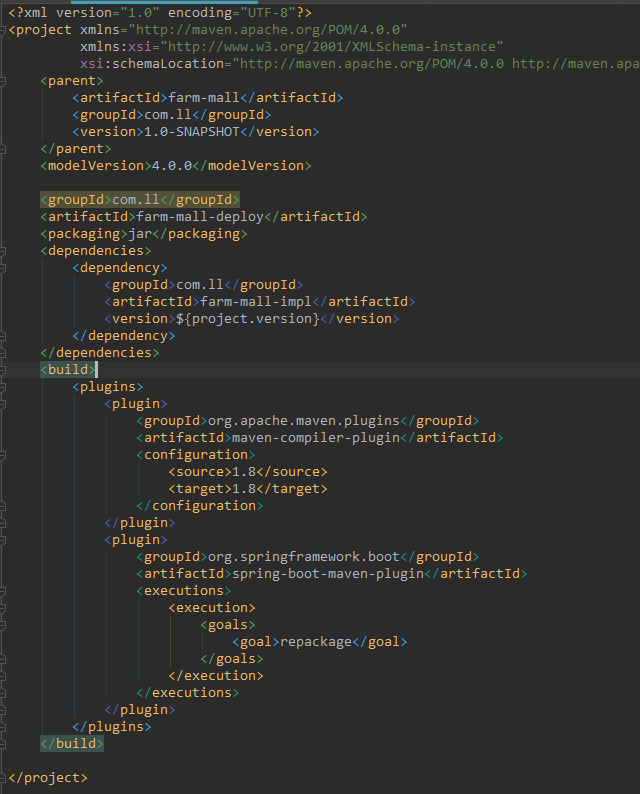 <?xml version="1.0" encoding="UTF-8"?>
<project xmlns="http://maven.apache.org/POM/4.0.0"
xmlns:xsi="http://www.w3.org/2001/XMLSchema-instance"
xsi:schemaLocation="http://maven.apache.org/POM/4.0.0 http://maven.apa
<parent>
<artifactId>farm-mall</artifactId>
<groupId>com.ll</groupId>
<version>1.0-SNAPSHOT</version>
</parent>
<modelVersion>4.0.0</modelVersion>
<groupId>com.ll</groupId>
<artifactId>farm-mall-deploy</artifactId>
<packaging>jar</packaging>
<dependencies>
<dependency>
<groupId>com.ll</groupId>
<artifactId>farm-mall-impl</artifactId>
<version>${project.version}</version>
</dependency>
</dependencies>
<build>
<plugins>
<plugin>
<groupId>org.apache.maven.plugins</groupId>
<artifactId>maven-compiler-plugin</artifactId>
<configuration>
<source>1.8</source>
<target>1.8</target>
</configuration>
</plugin>
<plugin>
<groupId>org.springframework.boot</groupId>
<artifactId>spring-boot-maven-plugin</artifactId>
<executions>
<execution>
<goals>
<goal>repackage</goal>
</goals>
</execution>
</executions>
</plugin>
</plugins>
</build>
</project>